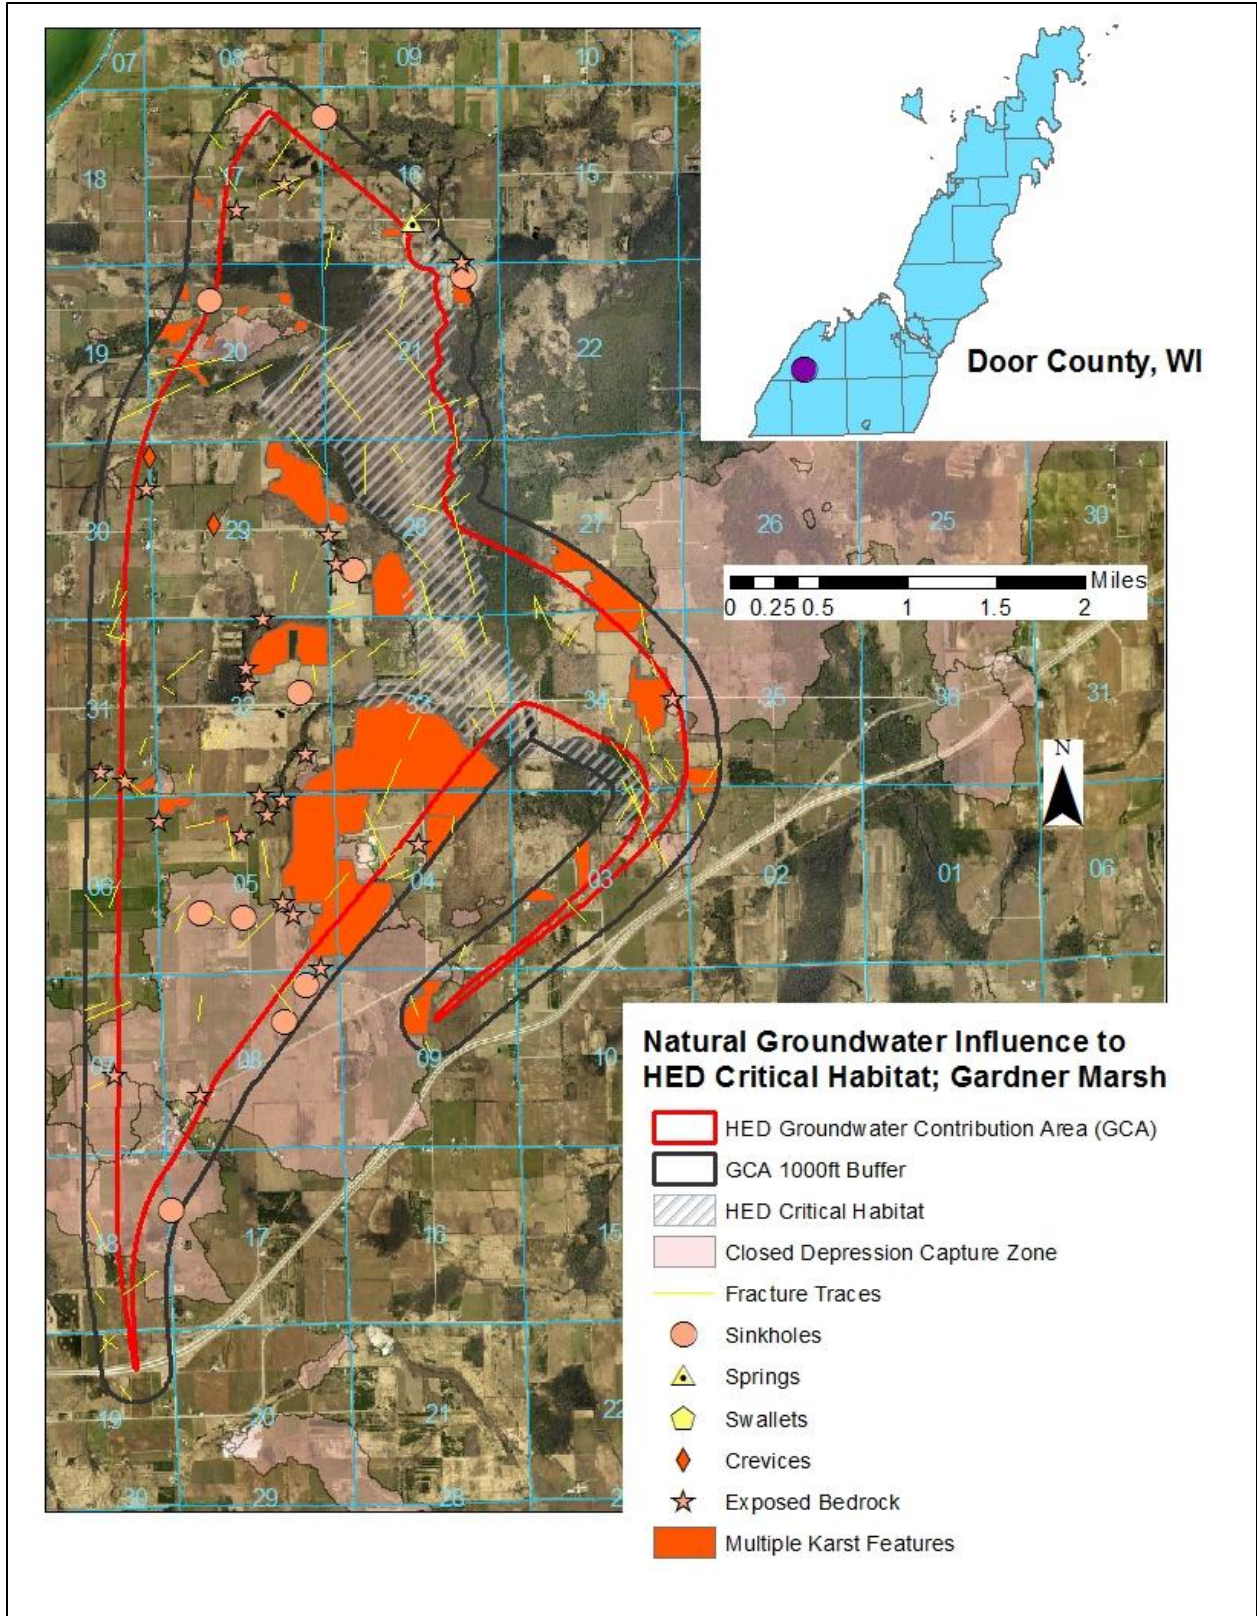 07
08
09
10
18
17
16
15
19
20
21
22
Door County, WI
30
29
28
27
26
25
30
Miles
0 0.25 0.5 1 1.5 2
31
32
33
34
35
36
31
N
06
05
04
03
02
01
06
07
08
09
10
18
17
16
15
19
20
21
22
30
29
28
Natural Groundwater Influence to
HED Critical Habitat; Gardner Marsh
HED Groundwater Contribution Area (GCA)
GCA 1000ft Buffer
HED Critical Habitat
Closed Depression Capture Zone
Fracture Traces
Sinkholes
Springs
Swallets
Crevices
Exposed Bedrock
Multiple Karst Features